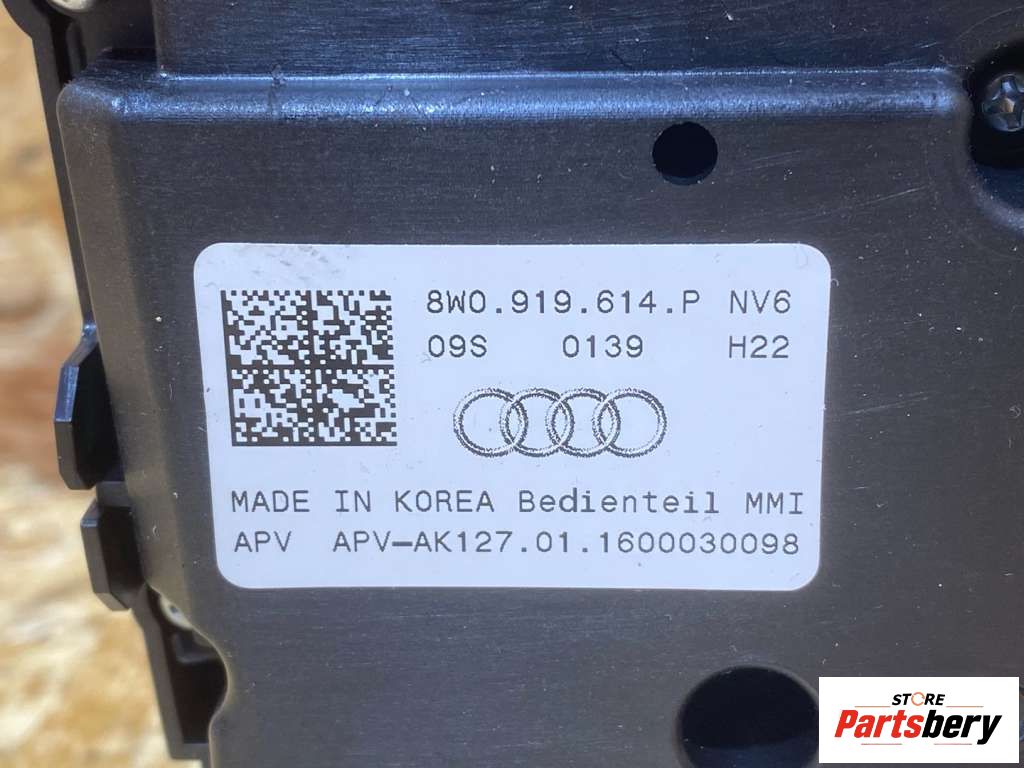 8W0.919.614.P NV6
09S 0139 H22
MADE IN KOREA Bedienteil MMI
APV APV-AK127.01.1600030098
STORE
Partsbery